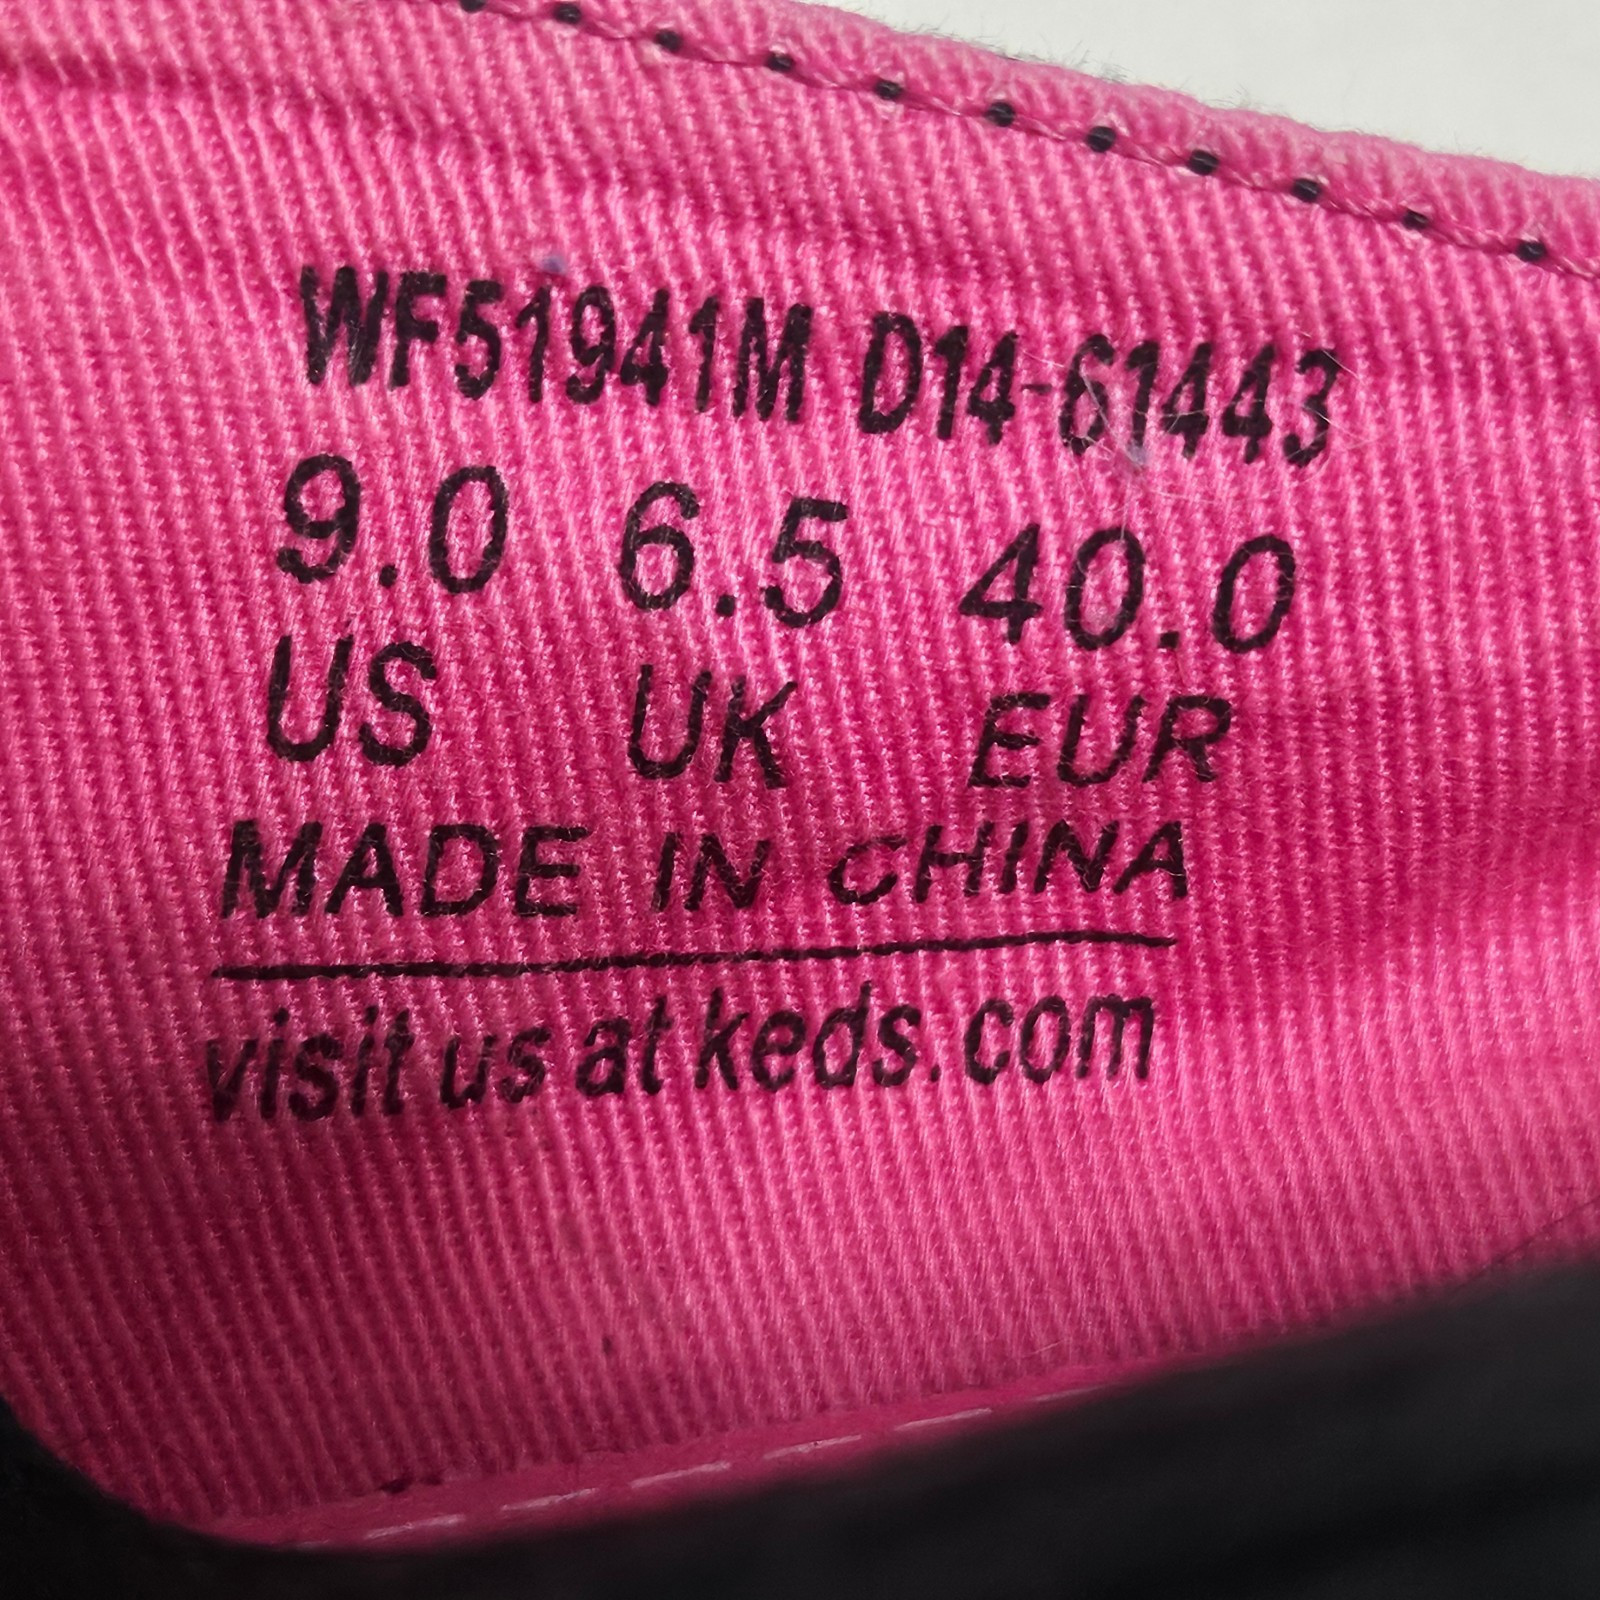 WF51941M D14-61443
9.0 6.5 40.0
US UK EUR
MADE IN CHINA
visit us at keds.com